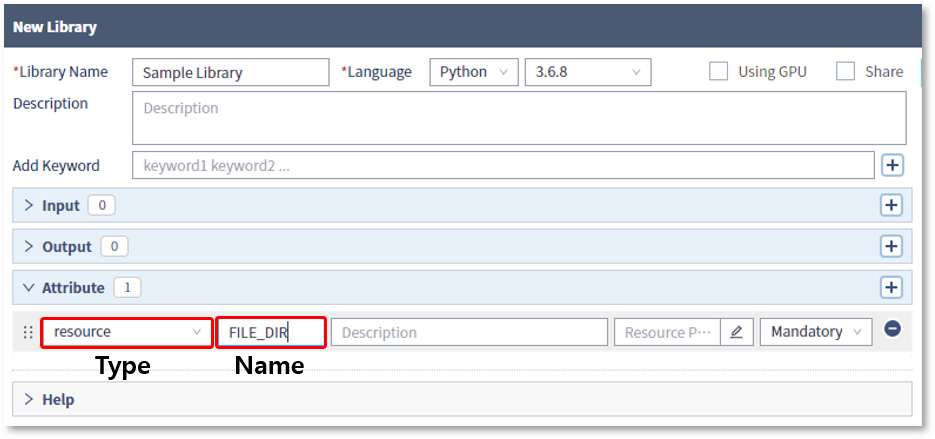 New Library
*Library Name Sample Library *Language Python 3.6.8 Using GPU Share
Description Description
Add Keyword keyword1 keyword2 ...
Input 0
Output 0
Attribute 1
resource FILE_DIR Description Resource P··· Mandatory
Type Name
Help